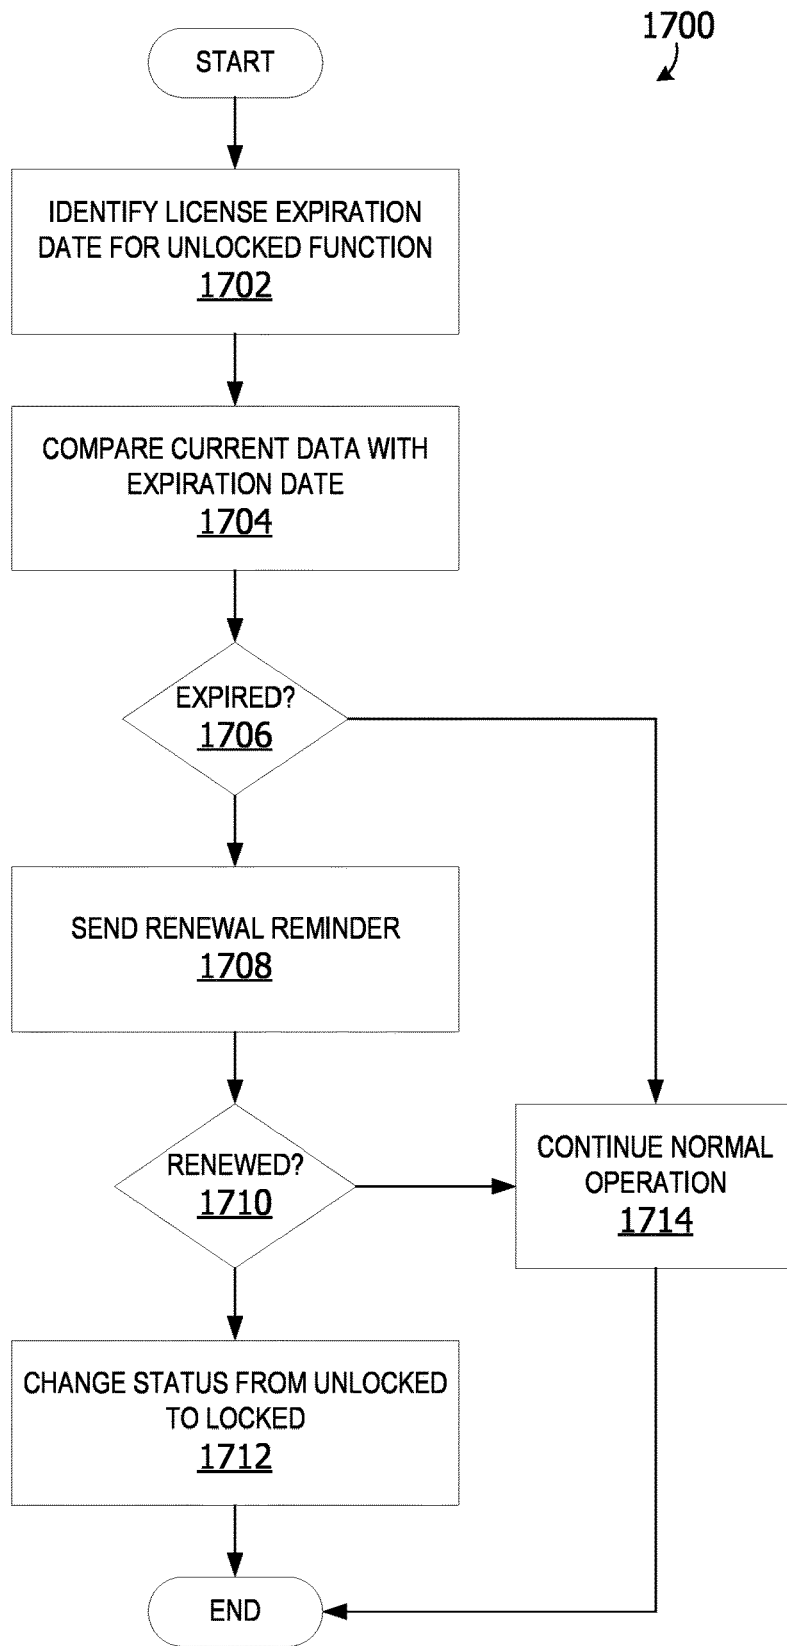 1700
START
IDENTIFY LICENSE EXPIRATION
DATE FOR UNLOCKED FUNCTION
1702
COMPARE CURRENT DATA WITH
EXPIRATION DATE
1704
EXPIRED?
1706
SEND RENEWAL REMINDER
1708
RENEWED?
1710
CONTINUE NORMAL
OPERATION
1714
CHANGE STATUS FROM UNLOCKED
TO LOCKED
1712
END